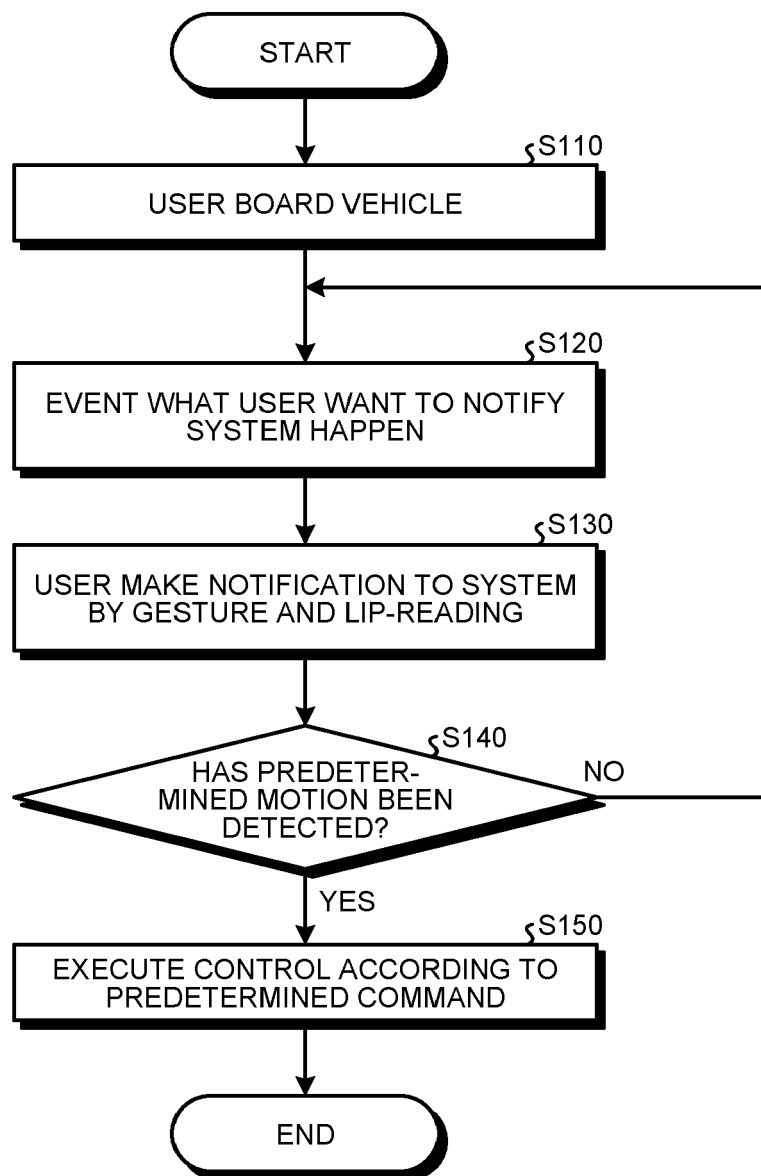 START
S110
USER BOARD VEHICLE
S120
EVENT WHAT USER WANT TO NOTIFY
SYSTEM HAPPEN
S130
USER MAKE NOTIFICATION TO SYSTEM
BY GESTURE AND LIP-READING
S140
HAS PREDETER-
MINED MOTION BEEN
DETECTED?
NO
YES
S150
EXECUTE CONTROL ACCORDING TO
PREDETERMINED COMMAND
END